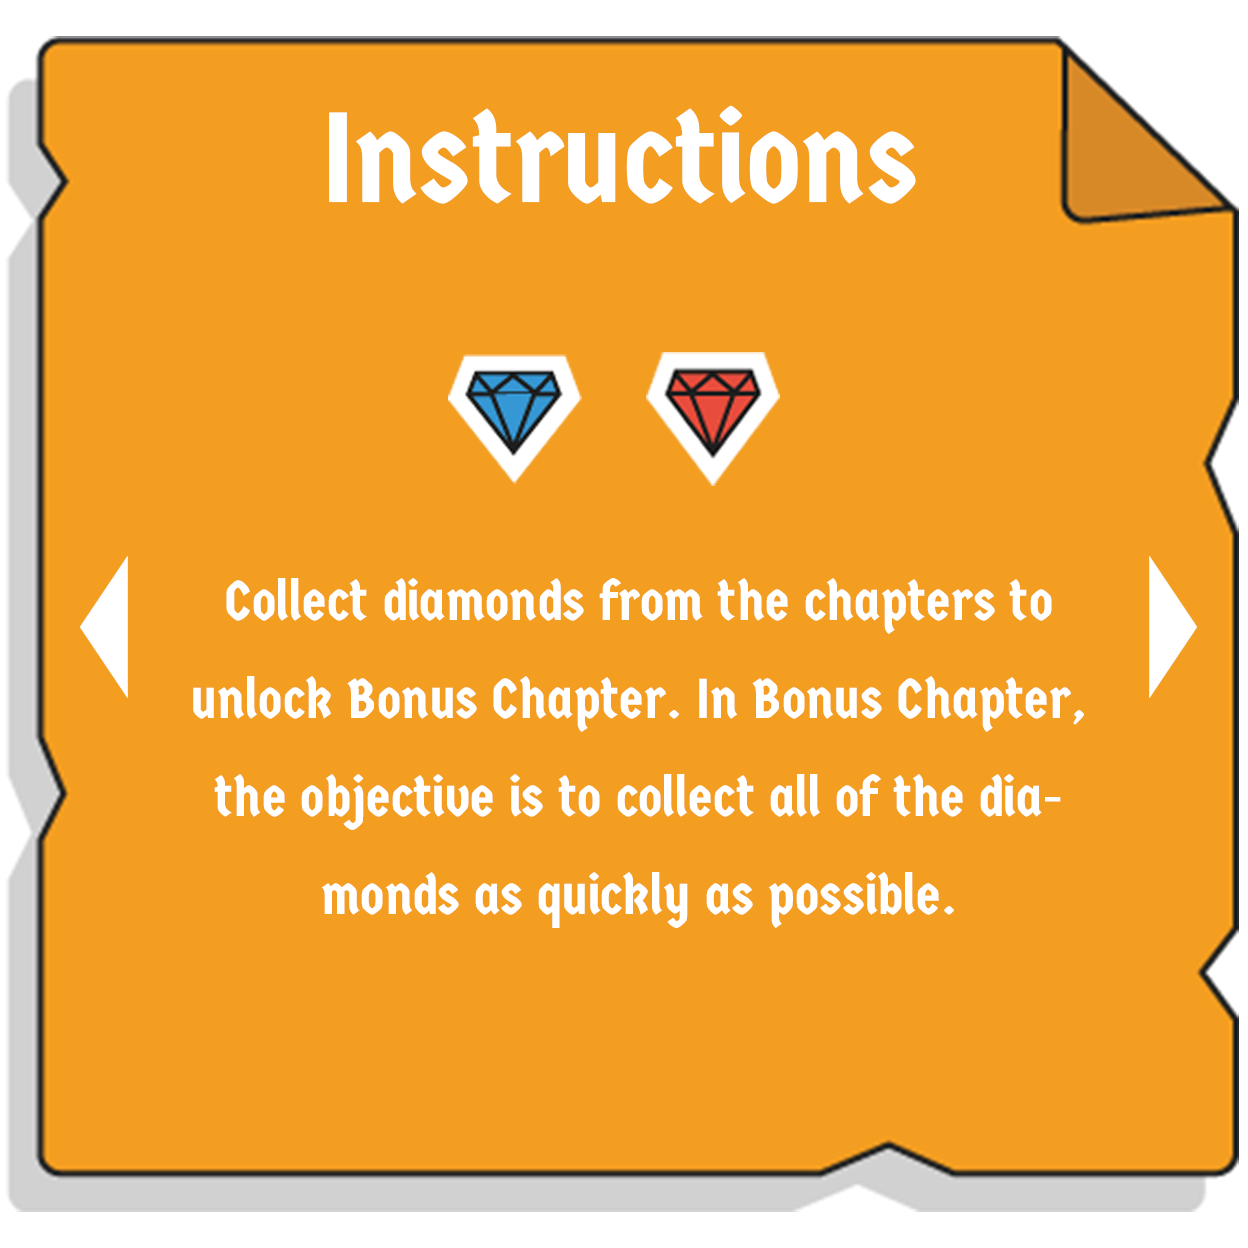 Instructions
Collect diamonds from the chapters to
unlock Bonus Chapter. In Bonus Chapter,
the objective is to collect all of the dia-
monds as quickly as possible.